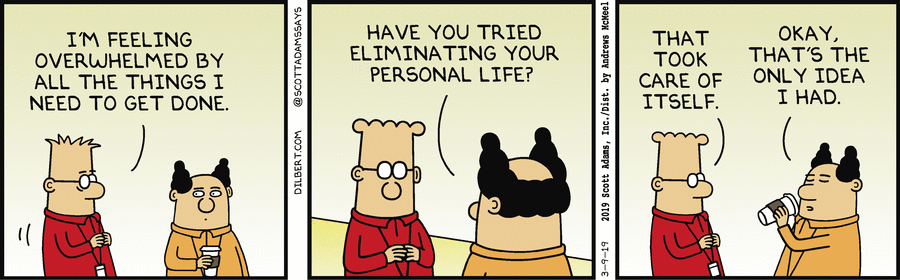 I'M FEELING
OVERWHELMED BY
ALL THE THINGS I
NEED TO GET DONE.
DILBERT.COM @SCOTTADAMSSAYS
HAVE YOU TRIED
ELIMINATING YOUR
PERSONAL LIFE?
3-9-19 2019 Scott Adams, Inc./Dist. by Andrews McMeel
THAT
TOOK
CARE OF
ITSELF.
OKAY,
THAT'S THE
ONLY IDEA
I HAD.